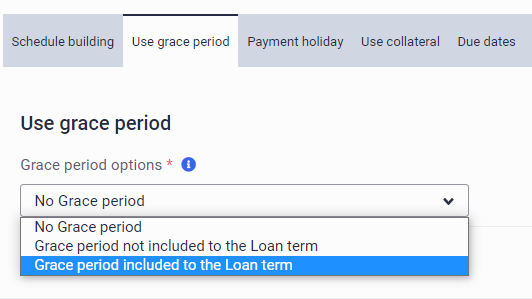 Schedule building Use grace period Payment holiday Use collateral Due dates
Use grace period
Grace period options *
No Grace period
No Grace period
Grace period not included to the Loan term
Grace period included to the Loan term